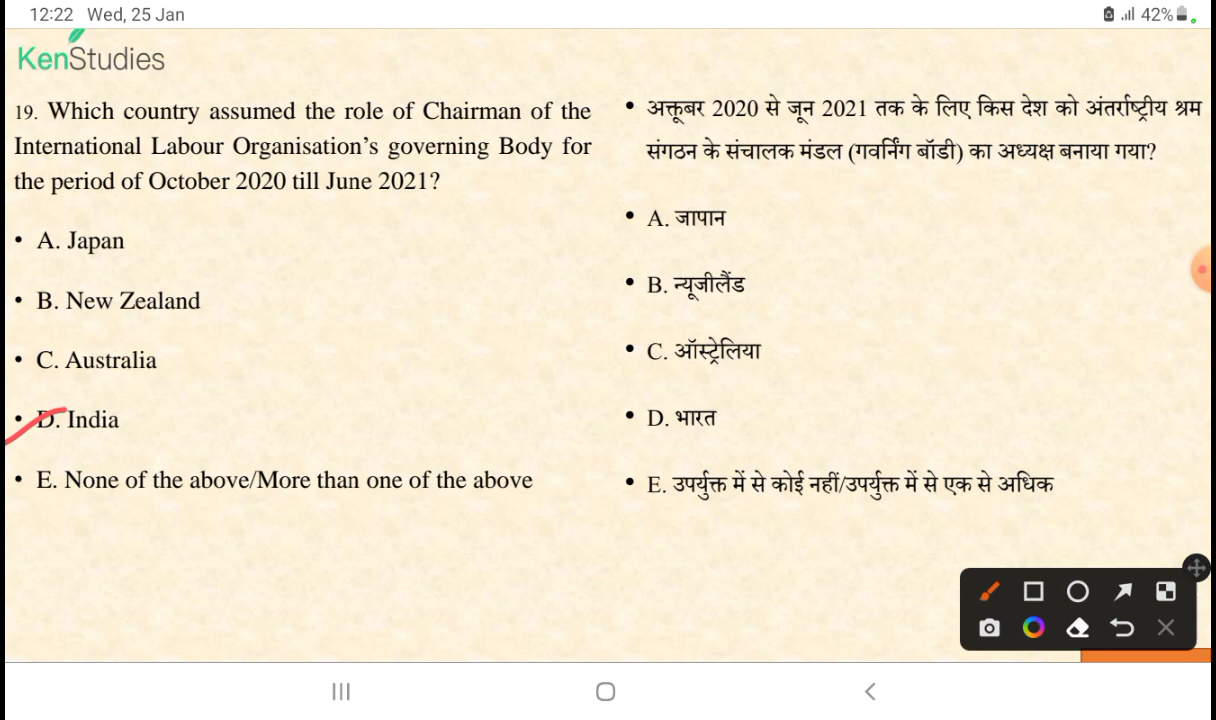 12:22 Wed, 25 Jan
42%
KenStudies
19. Which country assumed the role of Chairman of the
International Labour Organisation’s governing Body for
the period of October 2020 till June 2021?
• A. Japan
• B. New Zealand
• C. Australia
• D. India
• E. None of the above/More than one of the above
• अक्तूबर 2020 से जून 2021 तक के लिए किस देश को अंतर्राष्ट्रीय श्रम
संगठन के संचालक मंडल (गवर्निंग बॉडी) का अध्यक्ष बनाया गया?
• A. जापान
• B. न्यूजीलैंड
• C. ऑस्ट्रेलिया
• D. भारत
• E. उपर्युक्त में से कोई नहीं/उपर्युक्त में से एक से अधिक